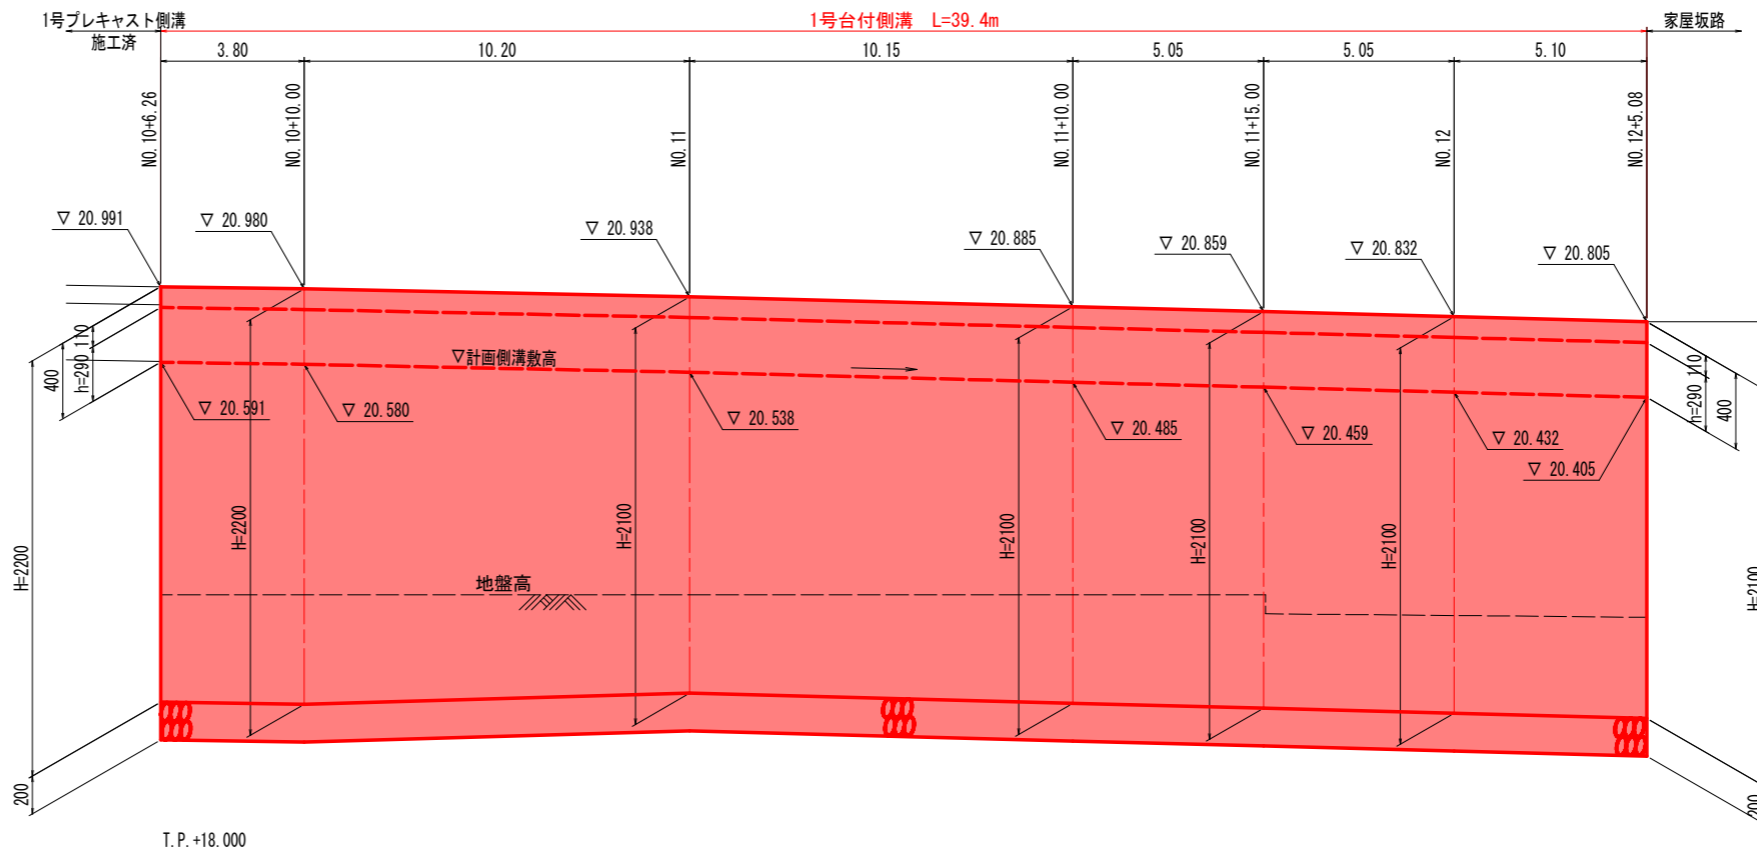 1号プレキャスト側溝
施工済
1号台付側溝 L=39.4m
家屋坂路
3.80
10.20
10.15
5.05
5.05
5.10
NO.10+6.26
NO.10+10.00
NO.11
NO.11+10.00
NO.11+15.00
NO.12
NO.12+5.08
▽ 20.991
▽ 20.980
▽ 20.938
▽ 20.885
▽ 20.859
▽ 20.832
▽ 20.805
110
h=290
400
▽計画側溝敷高
110
h=290
400
▽ 20.591
▽ 20.580
▽ 20.538
▽ 20.485
▽ 20.459
▽ 20.432
▽ 20.405
H=2200
H=2200
H=2100
H=2100
H=2100
H=2100
H=2100
地盤高
200
200
T.P.+18.000